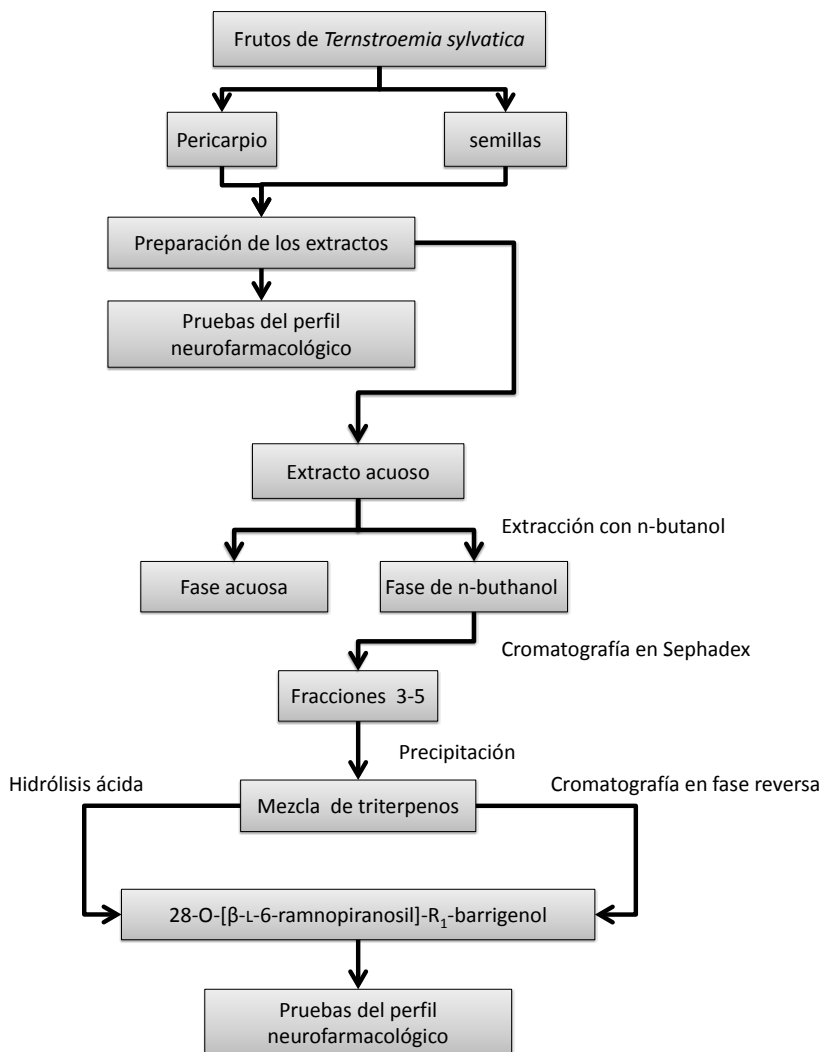 Frutos de Ternstroemia sylvatica
Pericarpio
semillas
Preparación de los extractos
Pruebas del perfil
neurofarmacológico
Extracto acuoso
Extracción con n-butanol
Fase acuosa
Fase de n-buthanol
Cromatografía en Sephadex
Fracciones 3-5
Precipitación
Hidrólisis ácida
Cromatografía en fase reversa
Mezcla de triterpenos
28-O-[β-L-6-ramnopiranosil]-R₁-barrigenol
Pruebas del perfil
neurofarmacológico